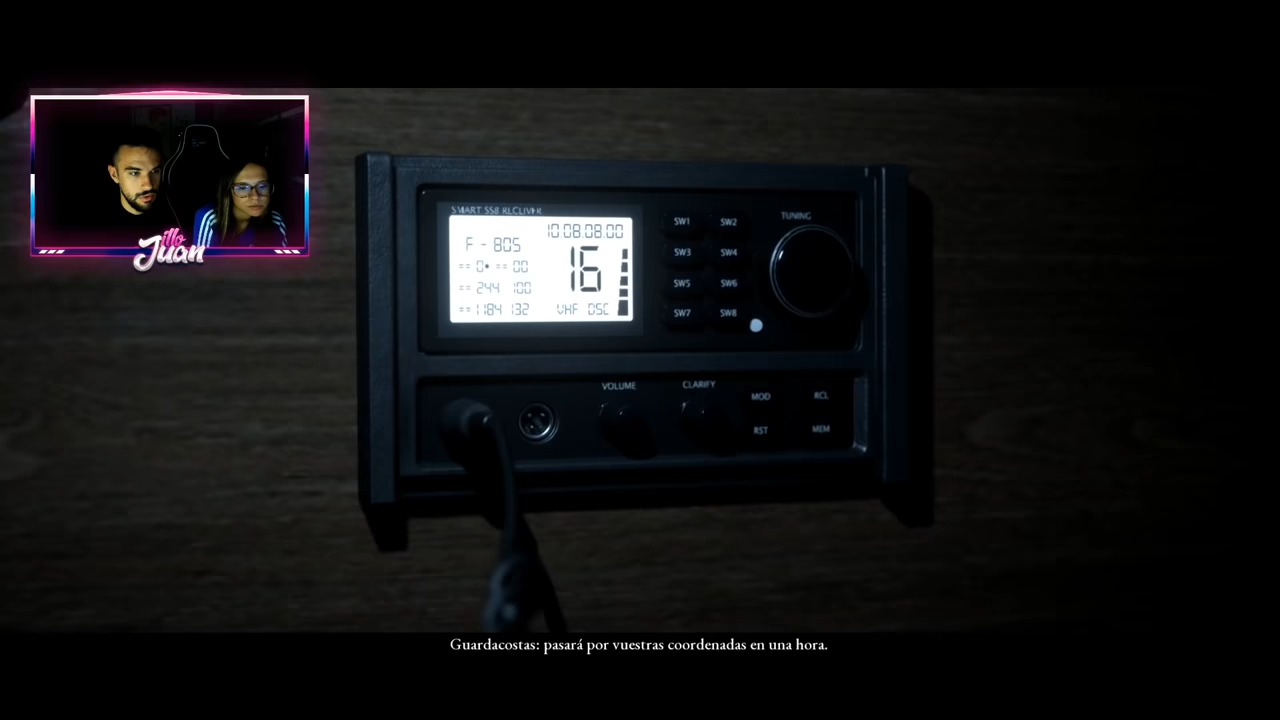 illo
Juan
SMART SSB RECEIVER
10:08:08:00
F - 805
16
== 0• == 00
== 244 100
== 1184 132
VHF DSC
SW1 SW2
SW3 SW4
SW5 SW6
SW7 SW8
TUNING
VOLUME
CLARIFY
MOD RCL
RST MEM
Guardacostas: pasará por vuestras coordenadas en una hora.